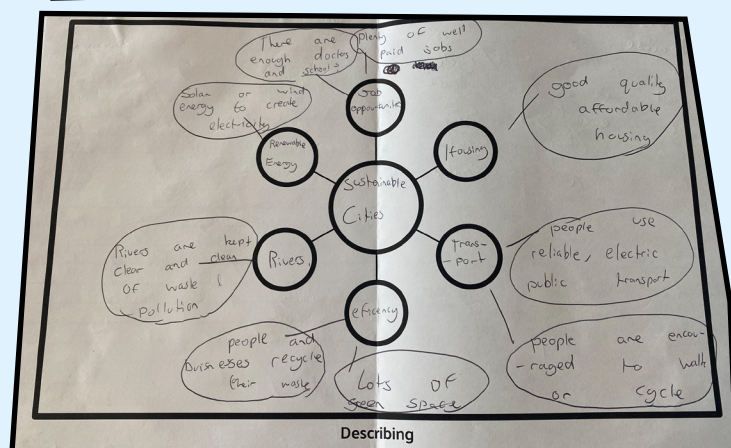 There are
enough doctors
and schools
plenty of well
paid jobs
Solar or wind
energy to create
electricity
Job
opportunities
good quality
affordable
housing
Renewable
Energy
Housing
Sustainable
Cities
Rivers are kept
clear and clean
of waste /
- Pollution
Rivers
Trans-
-port
people use
reliable, electric
public transport
eficency
people and
Bussnesses recycle
their waste
Lots of
green space
people are encou-
-raged to walk
or cycle
Describing